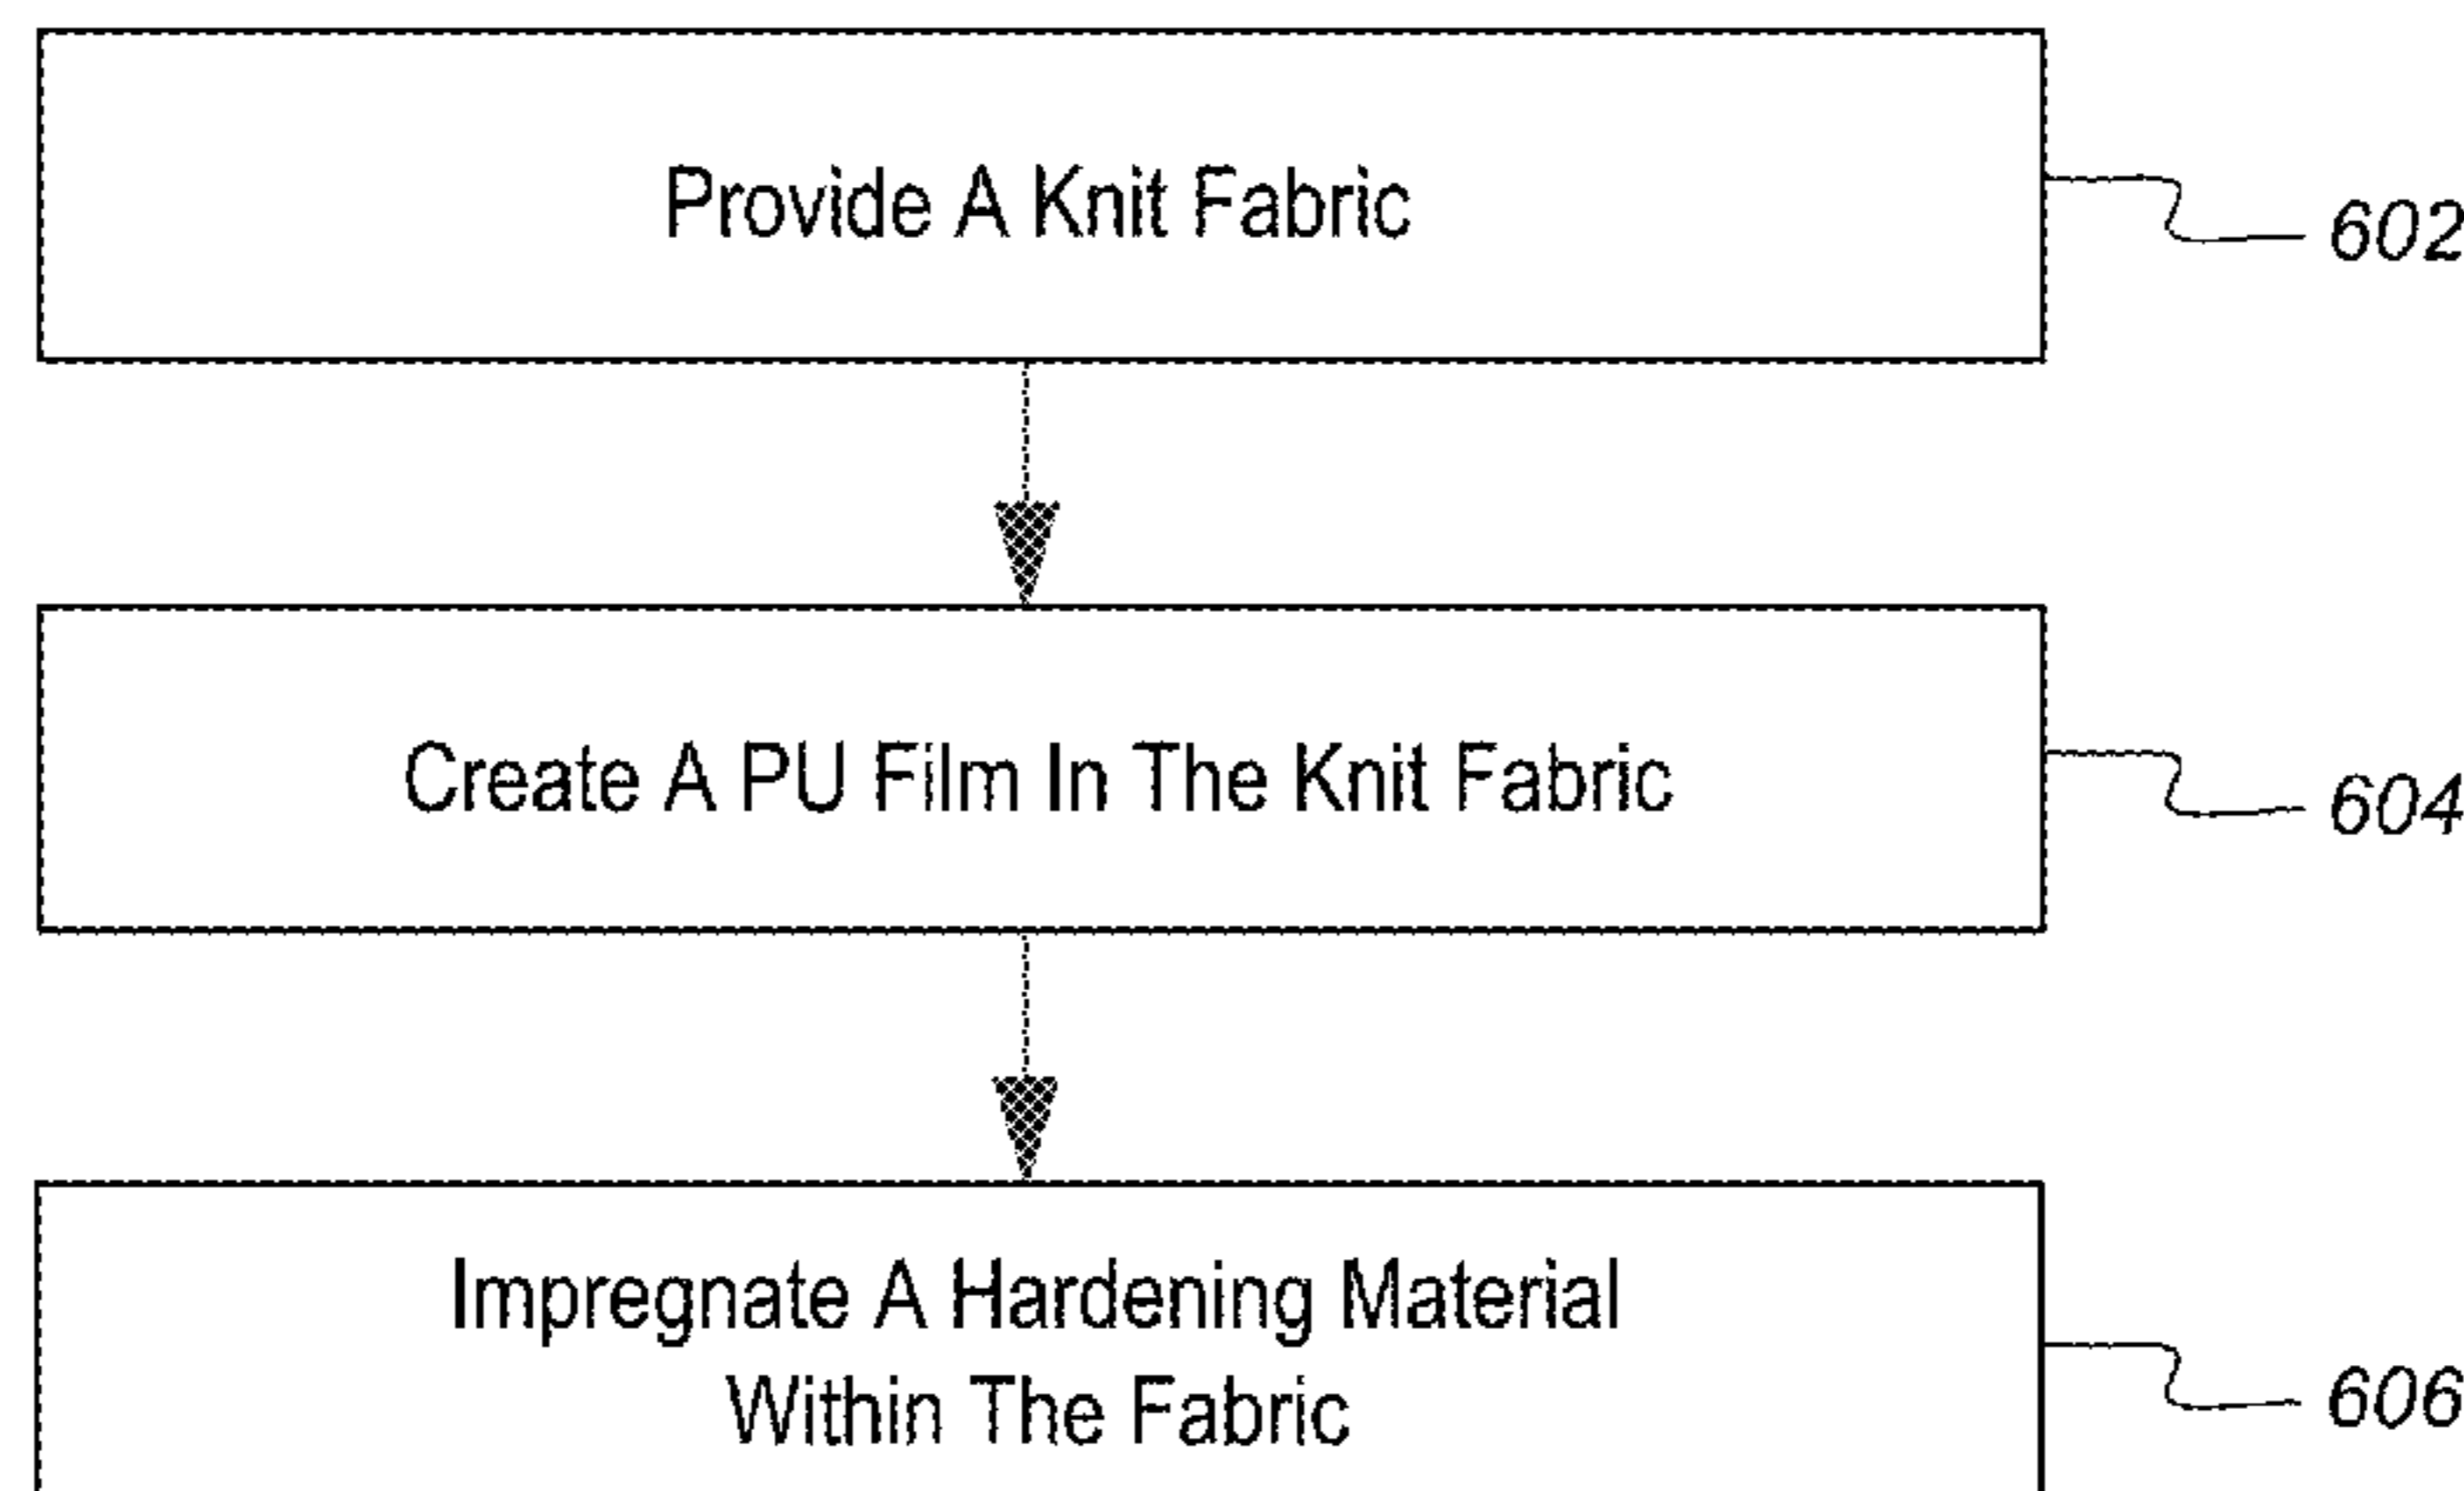 Provide A Knit Fabric
602
Create A PU Film In The Knit Fabric
604
Impregnate A Hardening Material
Within The Fabric
606